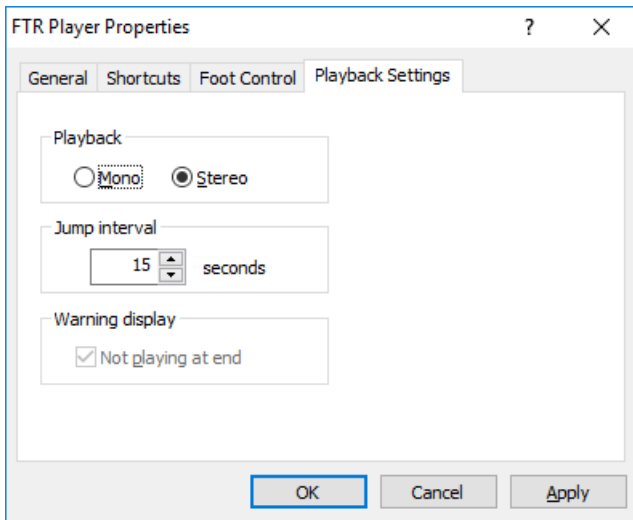 FTR Player Properties ?
General Shortcuts Foot Control Playback Settings
Playback
Mono Stereo
Jump interval
15 seconds
Warning display
Not playing at end
OK Cancel Apply